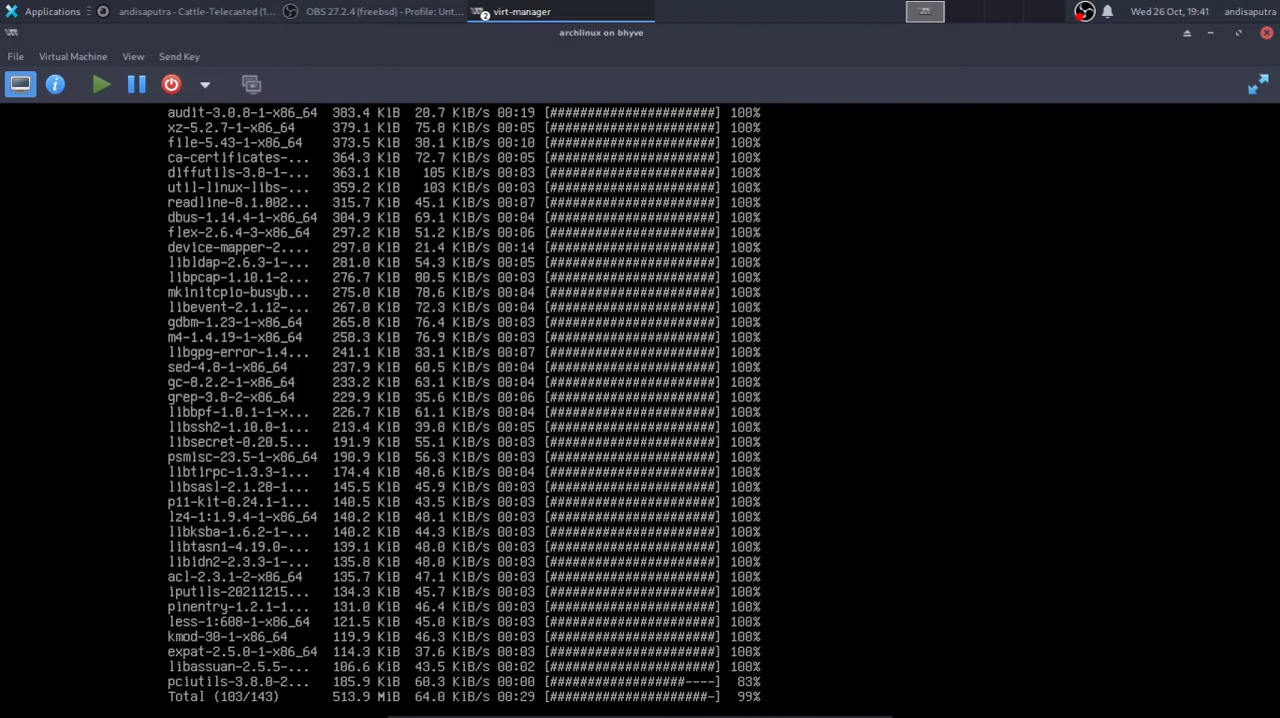 Applications andisaputra - Cattle-Telecasted (1... OBS 27.2.4 (freebsd) - Profile: Unt... 2 virt-manager Wed 26 Oct, 19:41 andisaputra
archlinux on bhyve
File Virtual Machine View Send Key
audit-3.0.8-1-x86_64 383.4 KiB 20.7 KiB/s 00:19 [######################] 100%
xz-5.2.7-1-x86_64 379.1 KiB 75.8 KiB/s 00:05 [######################] 100%
file-5.43-1-x86_64 373.5 KiB 38.1 KiB/s 00:10 [######################] 100%
ca-certificates-... 364.3 KiB 72.7 KiB/s 00:05 [######################] 100%
diffutils-3.8-1-... 363.1 KiB 105 KiB/s 00:03 [######################] 100%
util-linux-libs-... 359.2 KiB 103 KiB/s 00:03 [######################] 100%
readline-8.1.002... 315.7 KiB 45.1 KiB/s 00:07 [######################] 100%
dbus-1.14.4-1-x86_64 304.9 KiB 69.1 KiB/s 00:04 [######################] 100%
flex-2.6.4-3-x86_64 297.2 KiB 51.2 KiB/s 00:06 [######################] 100%
device-mapper-2.... 297.0 KiB 21.4 KiB/s 00:14 [######################] 100%
libldap-2.6.3-1-... 281.0 KiB 54.3 KiB/s 00:05 [######################] 100%
libpcap-1.10.1-2... 276.7 KiB 80.5 KiB/s 00:03 [######################] 100%
mkinitcpio-busyb... 275.0 KiB 78.6 KiB/s 00:04 [######################] 100%
libevent-2.1.12-... 267.0 KiB 72.3 KiB/s 00:04 [######################] 100%
gdbm-1.23-1-x86_64 265.8 KiB 76.4 KiB/s 00:03 [######################] 100%
m4-1.4.19-1-x86_64 258.3 KiB 76.9 KiB/s 00:03 [######################] 100%
libgpg-error-1.4... 241.1 KiB 33.1 KiB/s 00:07 [######################] 100%
sed-4.8-1-x86_64 237.9 KiB 60.5 KiB/s 00:04 [######################] 100%
gc-8.2.2-1-x86_64 233.2 KiB 63.1 KiB/s 00:04 [######################] 100%
grep-3.8-2-x86_64 229.9 KiB 35.6 KiB/s 00:06 [######################] 100%
libbpf-1.0.1-1-x... 226.7 KiB 61.1 KiB/s 00:04 [######################] 100%
libssh2-1.10.0-1... 213.4 KiB 39.8 KiB/s 00:05 [######################] 100%
libsecret-0.20.5... 191.9 KiB 55.1 KiB/s 00:03 [######################] 100%
psmisc-23.5-1-x86_64 190.9 KiB 56.3 KiB/s 00:03 [######################] 100%
libtirpc-1.3.3-1... 174.4 KiB 48.6 KiB/s 00:04 [######################] 100%
libsasl-2.1.28-1... 145.5 KiB 45.9 KiB/s 00:03 [######################] 100%
p11-kit-0.24.1-1... 140.5 KiB 43.5 KiB/s 00:03 [######################] 100%
lz4-1:1.9.4-1-x86_64 140.2 KiB 48.1 KiB/s 00:03 [######################] 100%
libksba-1.6.2-1-... 140.2 KiB 44.3 KiB/s 00:03 [######################] 100%
libtasn1-4.19.0-... 139.1 KiB 48.0 KiB/s 00:03 [######################] 100%
libidn2-2.3.3-1-... 135.8 KiB 48.0 KiB/s 00:03 [######################] 100%
acl-2.3.1-2-x86_64 135.7 KiB 47.1 KiB/s 00:03 [######################] 100%
iputils-20211215... 134.3 KiB 45.7 KiB/s 00:03 [######################] 100%
pinentry-1.2.1-1... 131.0 KiB 46.4 KiB/s 00:03 [######################] 100%
less-1:608-1-x86_64 121.5 KiB 45.0 KiB/s 00:03 [######################] 100%
kmod-30-1-x86_64 119.9 KiB 46.3 KiB/s 00:03 [######################] 100%
expat-2.5.0-1-x86_64 114.3 KiB 37.6 KiB/s 00:03 [######################] 100%
libassuan-2.5.5-... 106.6 KiB 43.5 KiB/s 00:02 [######################] 100%
pciutils-3.8.0-2... 85.9 KiB 60.3 KiB/s 00:00 [##################----] 83%
Total (103/143) 513.9 MiB 64.0 KiB/s 00:29 [#####################-] 99%